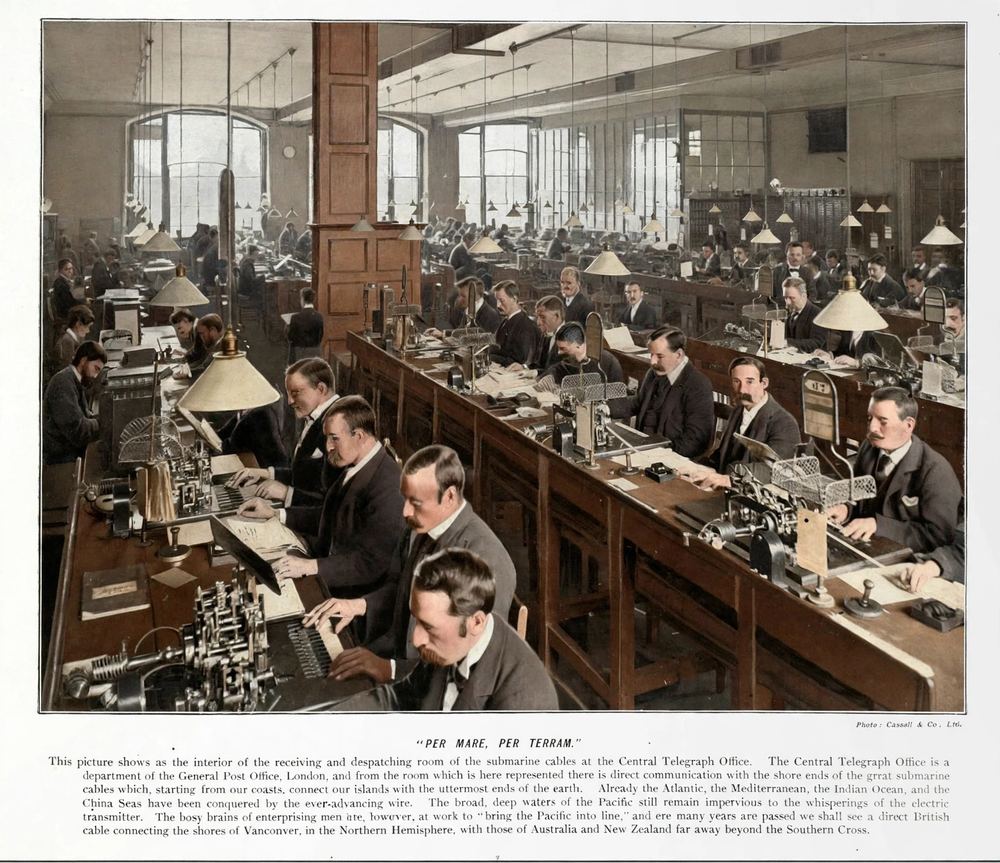 Photo: Cassell & Co., Ltd.
"PER MARE, PER TERRAM."
This picture shows as the interior of the receiving and despatching room of the submarine cables at the Central Telegraph Office. The Central Telegraph Office is a
department of the General Post Office, London, and from the room which is here represented there is direct communication with the shore ends of the grrat submarine
cables which, starting from our coasts, connect our islands with the uttermost ends of the earth. Already the Atlantic, the Mediterranean, the Indian Ocean, and the
China Seas have been conquered by the ever-advancing wire. The broad, deep waters of the Pacific still remain impervious to the whisperings of the electric
transmitter. The busy brains of enterprising men are, however, at work to "bring the Pacific into line," and ere many years are passed we shall see a direct British
cable connecting the shores of Vanconver, in the Northern Hemisphere, with those of Australia and New Zealand far away beyond the Southern Cross.